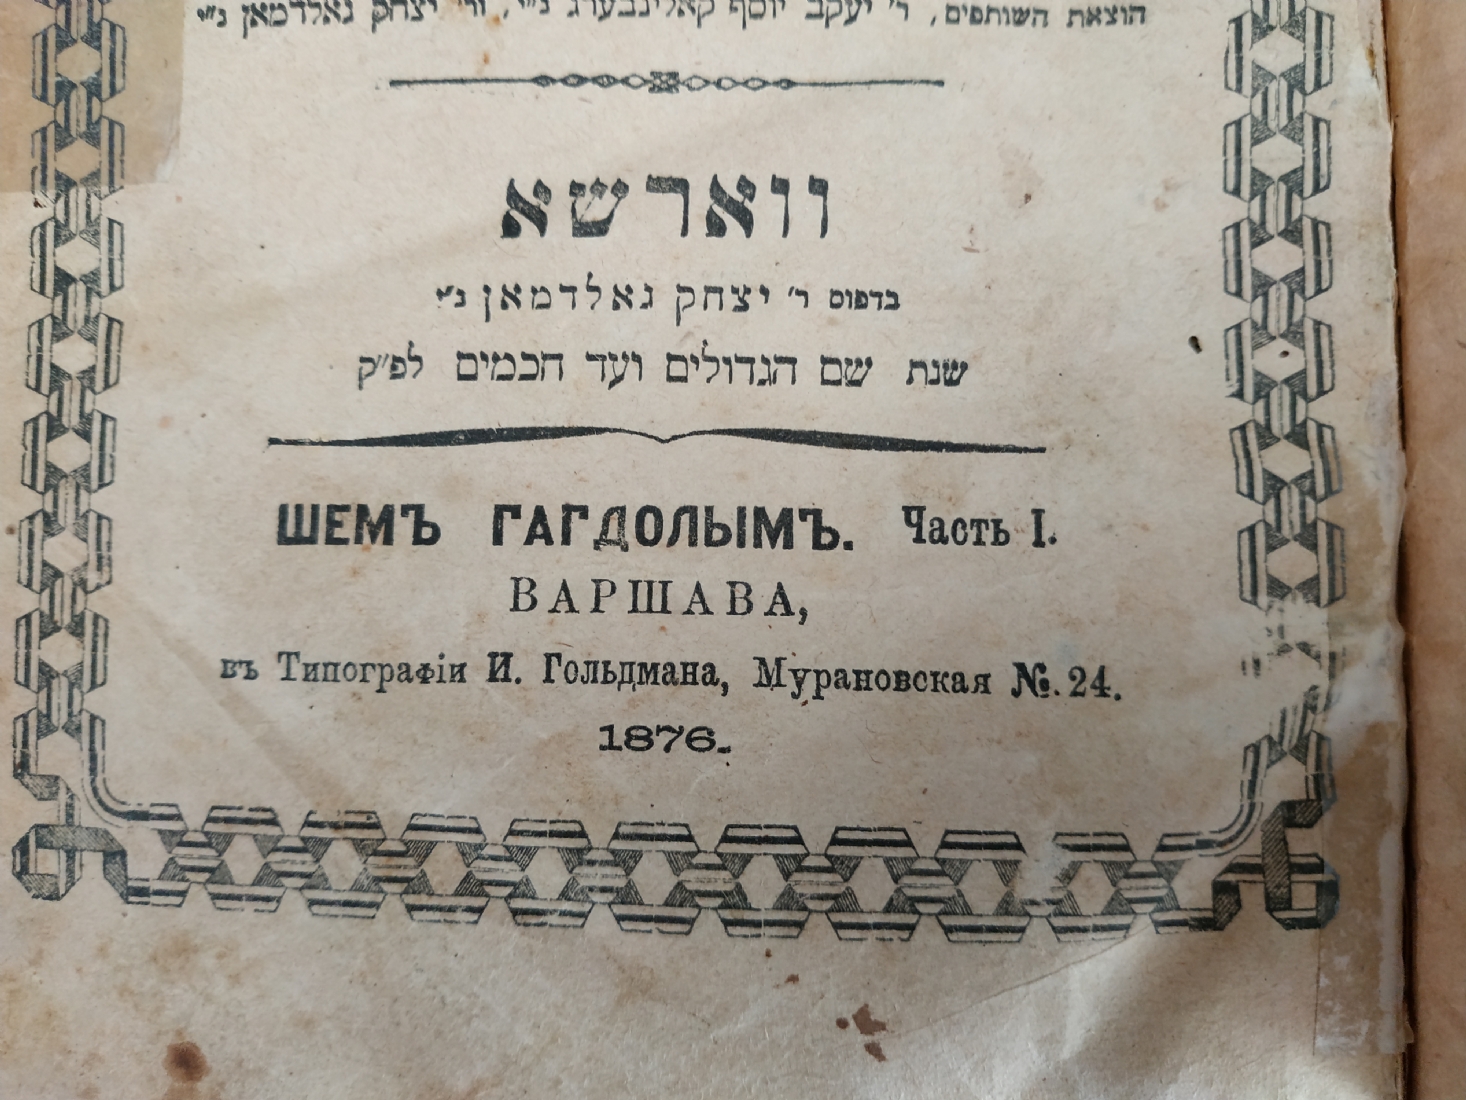 הוצאת השותפים, ר׳ יעקב יוסף קאלינבערג נ״י, ור׳ יצחק גאלדמאן נ״י
ווארשא
בדפוס ר׳ יצחק גאלדמאן נ״י
שנת שם הגדולים ועד חכמים לפ״ק
ШЕМЪ ГАГДОЛЫМЪ. Часть I.
ВАРШАВА,
въ Типографіи И. Гольдмана, Мурановская №. 24.
1876.